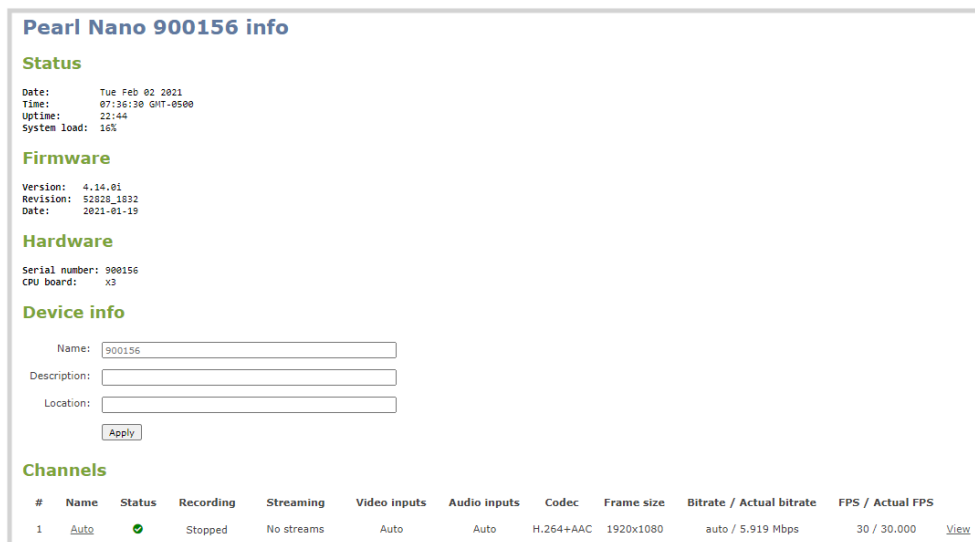 Pearl Nano 900156 info
Status
Date: Tue Feb 02 2021
Time: 07:36:30 GMT-0500
Uptime: 22:44
System load: 16%
Firmware
Version: 4.14.0i
Revision: 52828_1832
Date: 2021-01-19
Hardware
Serial number: 900156
CPU board: x3
Device info
Name: 900156
Description:
Location:
Apply
Channels
# Name Status Recording Streaming Video inputs Audio inputs Codec Frame size Bitrate / Actual bitrate FPS / Actual FPS
1 Auto Stopped No streams Auto Auto H.264+AAC 1920x1080 auto / 5.919 Mbps 30 / 30.000 View